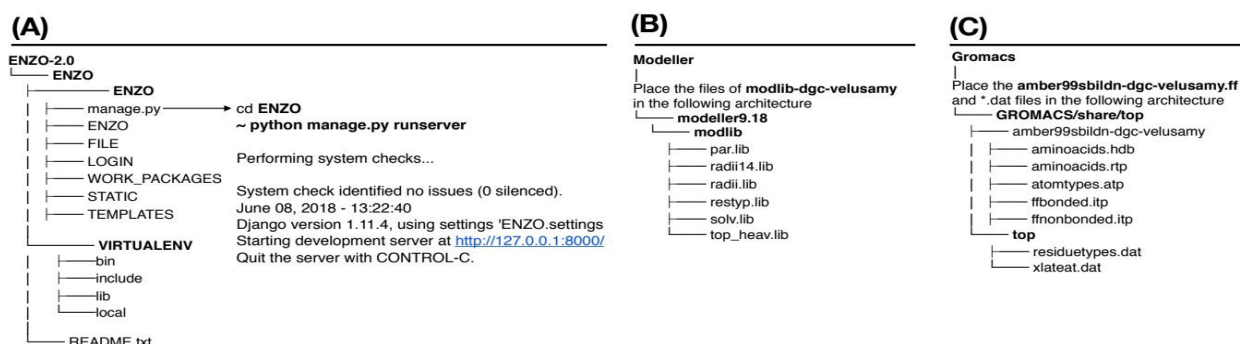 (A)
ENZO-2.0
ENZO
ENZO
manage.py
ENZO
FILE
LOGIN
WORK_PACKAGES
STATIC
TEMPLATES
VIRTUALENV
bin
include
lib
local
README.txt
cd ENZO
~ python manage.py runserver
Performing system checks...
System check identified no issues (0 silenced).
June 08, 2018 - 13:22:40
Django version 1.11.4, using settings 'ENZO.settings
Starting development server at http://127.0.0.1:8000/
Quit the server with CONTROL-C.
(B)
Modeller
Place the files of modlib-dgc-velusamy
in the following architecture
modeller9.18
modlib
par.lib
radii14.lib
radii.lib
restyp.lib
solv.lib
top_heav.lib
(C)
Gromacs
Place the amber99sbildn-dgc-velusamy.ff
and *.dat files in the following architecture
GROMACS/share/top
amber99sbildn-dgc-velusamy
aminoacids.hdb
aminoacids.rtp
atomtypes.atp
ffbonded.itp
ffnonbonded.itp
top
residuetypes.dat
xlateat.dat